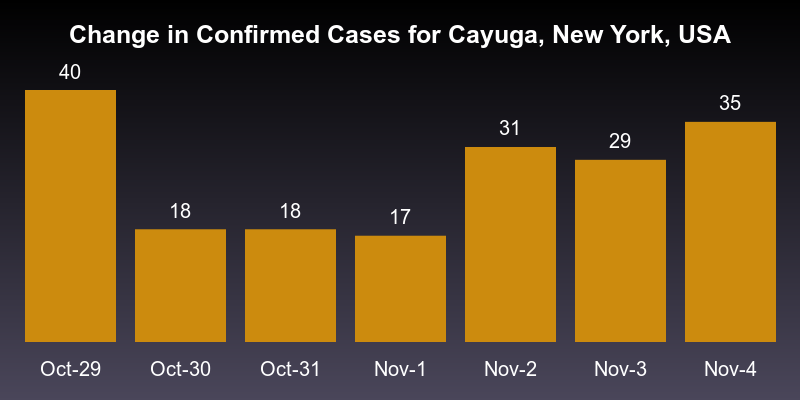 Change in Confirmed Cases for Cayuga, New York, USA
40
18
18
17
31
29
35
Oct-29
Oct-30
Oct-31
Nov-1
Nov-2
Nov-3
Nov-4